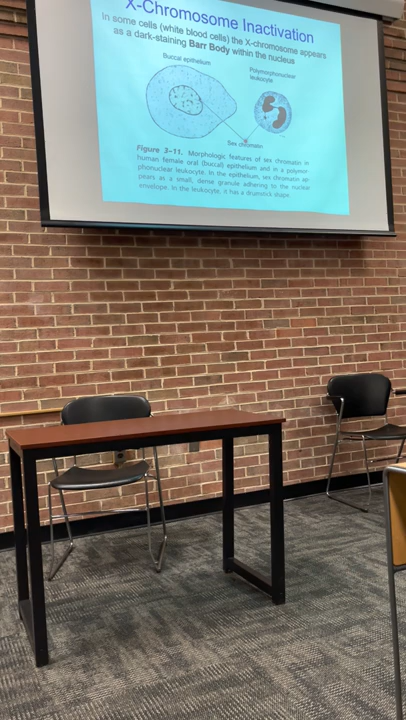 X-Chromosome Inactivation
In some cells (white blood cells) the X-chromosome appears
as a dark-staining Barr Body within the nucleus
Buccal epithelium
Polymorphonuclear
leukocyte
Sex chromatin
Figure 3–11. Morphologic features of sex chromatin in
human female oral (buccal) epithelium and in a polymor-
phonuclear leukocyte. In the epithelium, sex chromatin ap-
pears as a small, dense granule adhering to the nuclear
envelope. In the leukocyte, it has a drumstick shape.